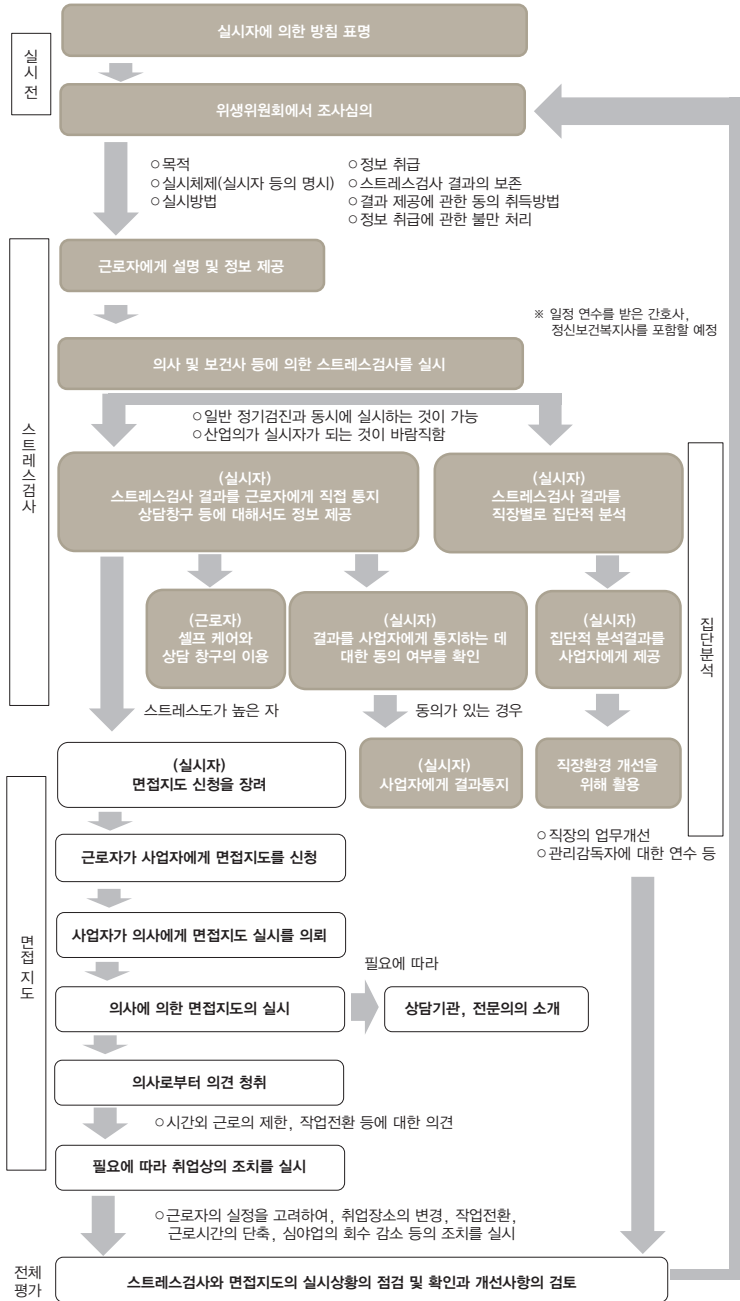 실시전
실시자에 의한 방침 표명
위생위원회에서 조사심의
○목적
○실시체제(실시자 등의 명시)
○실시방법
○정보 취급
○스트레스검사 결과의 보존
○결과 제공에 관한 동의 취득방법
○정보 취급에 관한 불만 처리
스트레스검사
근로자에게 설명 및 정보 제공
※ 일정 연수를 받은 간호사,
정신보건복지사를 포함할 예정
의사 및 보건사 등에 의한 스트레스검사를 실시
○일반 정기검진과 동시에 실시하는 것이 가능
○산업의가 실시자가 되는 것이 바람직함
(실시자)
스트레스검사 결과를 근로자에게 직접 통지
상담창구 등에 대해서도 정보 제공
(실시자)
스트레스검사 결과를
직장별로 집단적 분석
집단분석
(근로자)
셀프 케어와
상담 창구의 이용
(실시자)
결과를 사업자에게 통지하는 데
대한 동의 여부를 확인
(실시자)
집단적 분석결과를
사업자에게 제공
스트레스도가 높은 자
동의가 있는 경우
(실시자)
면접지도 신청을 장려
(실시자)
사업자에게 결과통지
직장환경 개선을
위해 활용
○직장의 업무개선
○관리감독자에 대한 연수 등
면접 지도
근로자가 사업자에게 면접지도를 신청
사업자가 의사에게 면접지도 실시를 의뢰
필요에 따라
의사에 의한 면접지도의 실시
상담기관, 전문의의 소개
의사로부터 의견 청취
○시간외 근로의 제한, 작업전환 등에 대한 의견
필요에 따라 취업상의 조치를 실시
○근로자의 실정을 고려하여, 취업장소의 변경, 작업전환,
근로시간의 단축, 심야업의 회수 감소 등의 조치를 실시
전체
평가
스트레스검사와 면접지도의 실시상황의 점검 및 확인과 개선사항의 검토